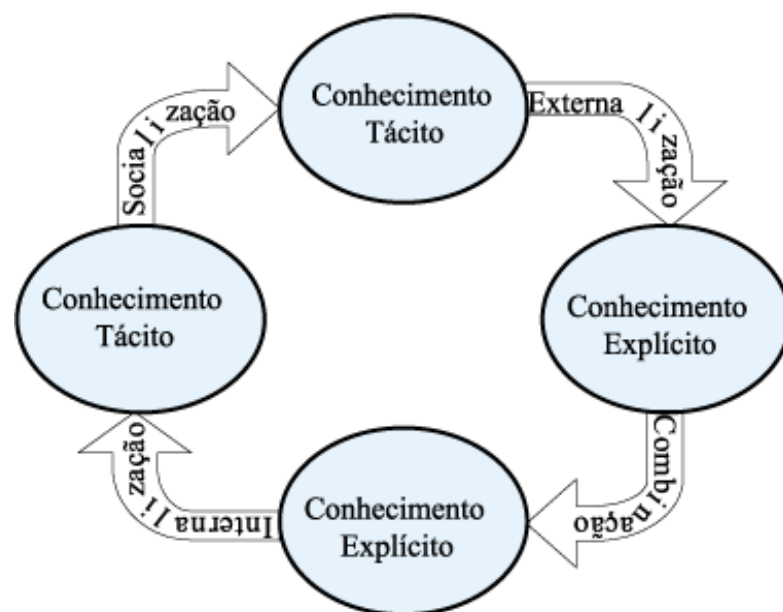 Conhecimento
Tácito
Externalização
Conhecimento
Explícito
Combinação
Conhecimento
Explícito
Internalização
Conhecimento
Tácito
Socialização